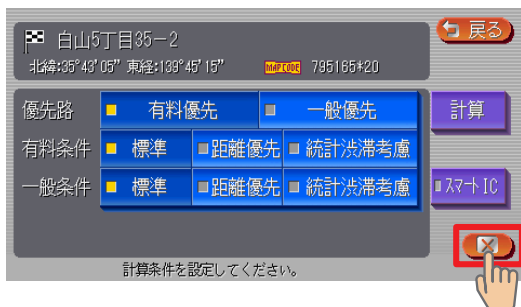 白山5丁目35-2
戻る
北緯:35°43'05" 東経:139°45'15" MAPCODE 795165*20
優先路 有料優先 一般優先 計算
有料条件 標準 距離優先 統計渋滞考慮
一般条件 標準 距離優先 統計渋滞考慮 スマートIC
計算条件を設定してください。